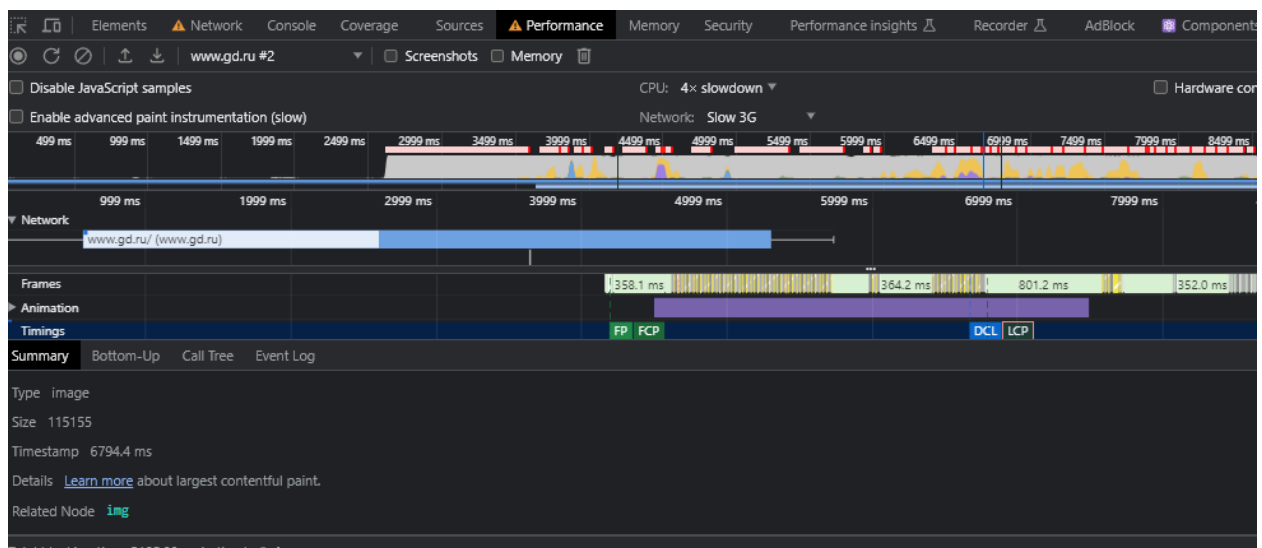 Elements Network Console Coverage Sources Performance Memory Security Performance insights Recorder AdBlock Components
www.gd.ru #2 Screenshots Memory
Disable JavaScript samples CPU: 4× slowdown Hardware con
Enable advanced paint instrumentation (slow) Network: Slow 3G
499 ms 999 ms 1499 ms 1999 ms 2499 ms 2999 ms 3499 ms 3999 ms 4499 ms 4999 ms 5499 ms 5999 ms 6499 ms 6999 ms 7499 ms 7999 ms 8499 ms
999 ms 1999 ms 2999 ms 3999 ms 4999 ms 5999 ms 6999 ms 7999 ms
Network
www.gd.ru/ (www.gd.ru)
Frames 358.1 ms 364.2 ms 801.2 ms 352.0 ms
Animation
Timings FP FCP DCL LCP
Summary Bottom-Up Call Tree Event Log
Type image
Size 115155
Timestamp 6794.4 ms
Details Learn more about largest contentful paint.
Related Node img